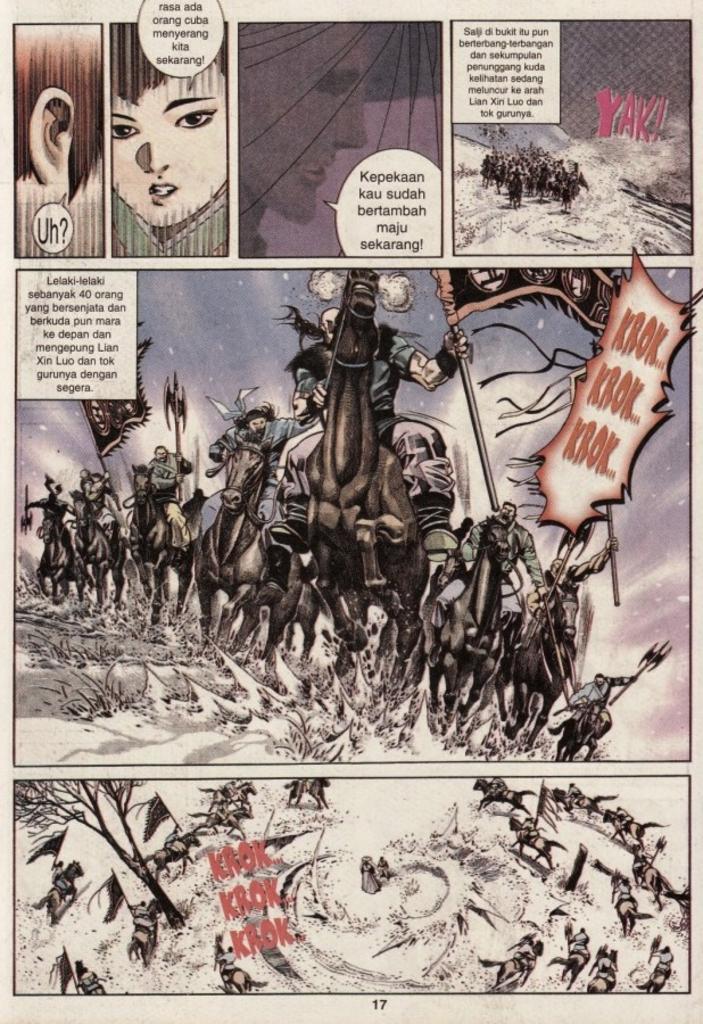 rasa ada
orang cuba
menyerang
kita
sekarang!
Uh?
Kepekaan
kau sudah
bertambah
maju
sekarang!
Salji di bukit itu pun
berterbang-terbangan
dan sekumpulan
penunggang kuda
kelihatan sedang
meluncur ke arah
Lian Xin Luo dan
tok gurunya.
YAK!!
Lelaki-lelaki
sebanyak 40 orang
yang bersenjata dan
berkuda pun mara
ke depan dan
mengepung Lian
Xin Luo dan tok
gurunya dengan
segera.
KROK...
KROK...
KROK...
KROK...
KROK...
KROK...
17